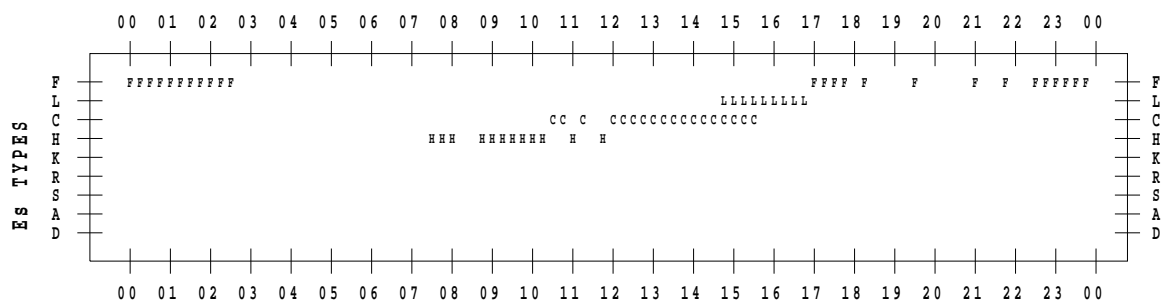 00 01 02 03 04 05 06 07 08 09 10 11 12 13 14 15 16 17 18 19 20 21 22 23 00
F FFFFFFFFFFF FFFF F F F F FFFFFF F
L LLLLLLLLL L
C CC C CCCCCCCCCCCCCCC C
H HHH HHHHHHH H H H
K K
R R
S S
A A
D D
Es TYPES
00 01 02 03 04 05 06 07 08 09 10 11 12 13 14 15 16 17 18 19 20 21 22 23 00